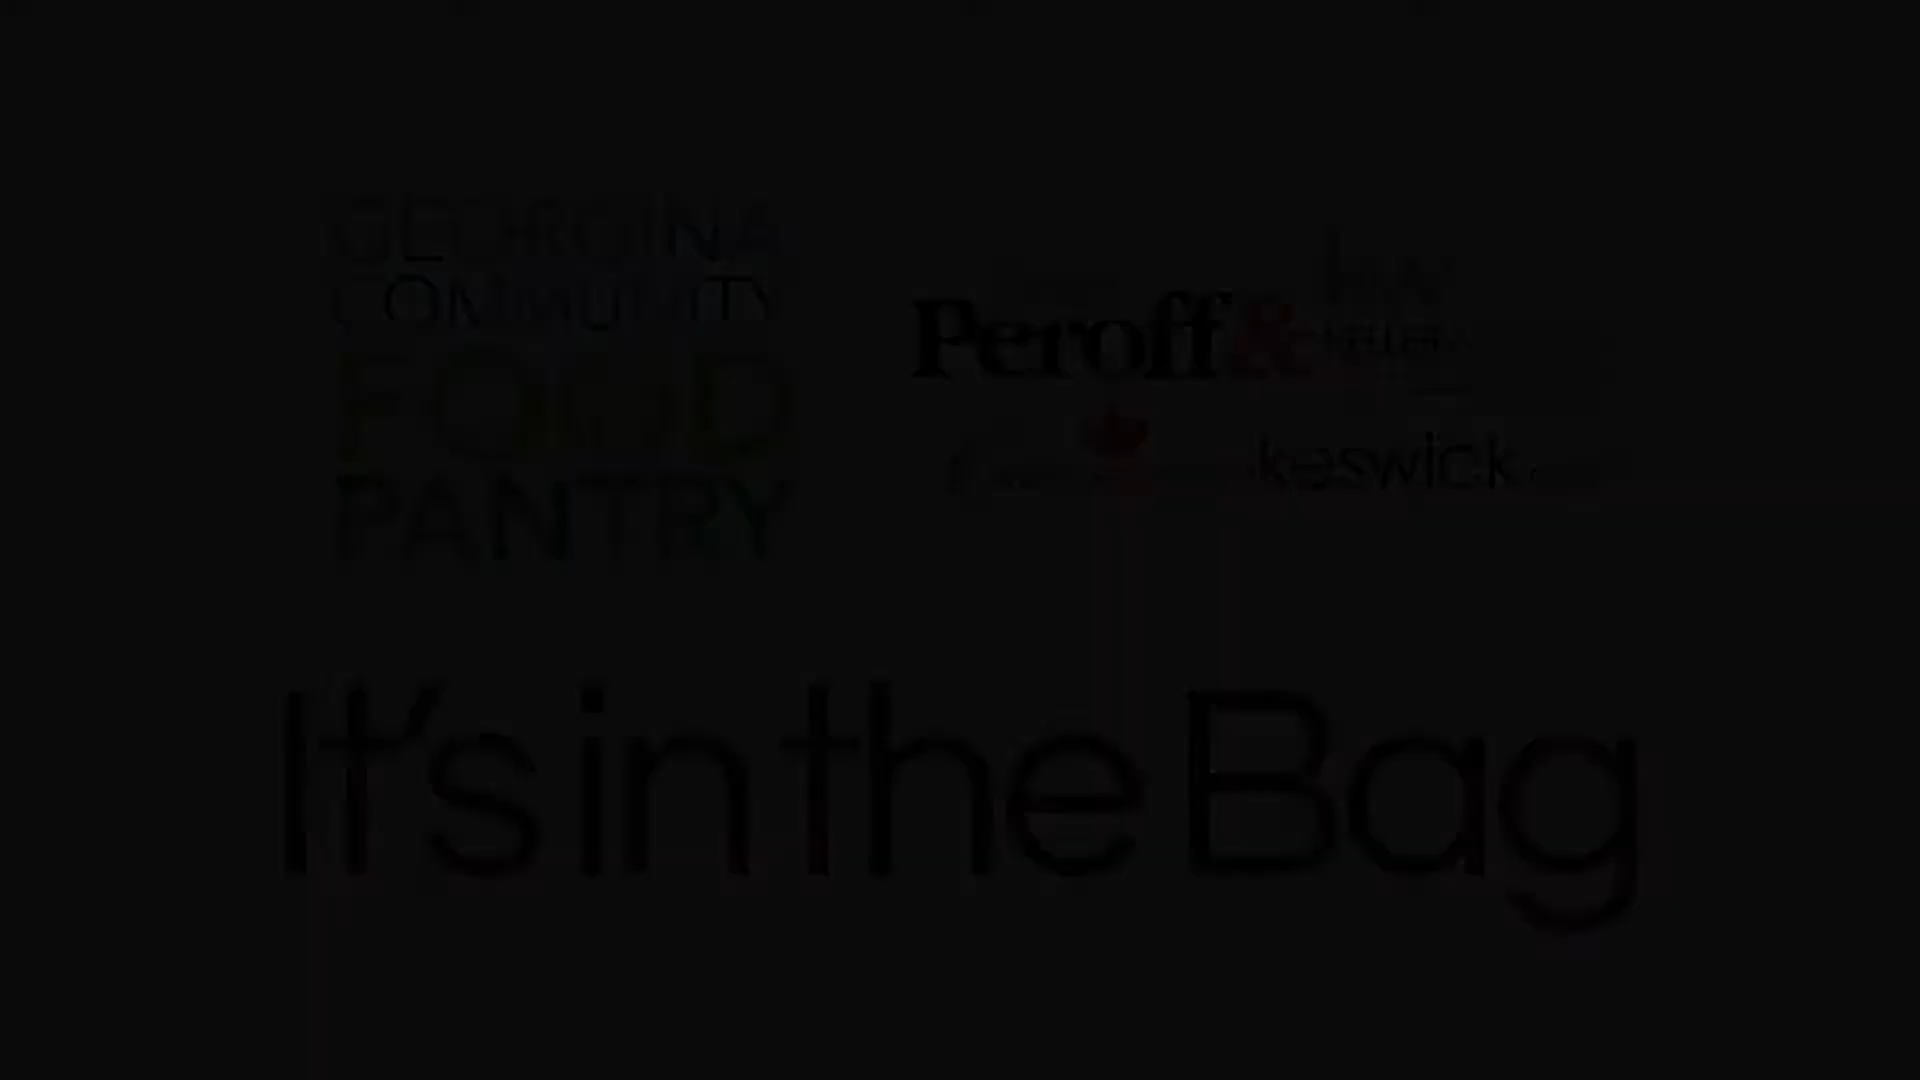 GEORGINA
COMMUNITY
FOOD
PANTRY
Peroff &
keswick
It's in the Bag